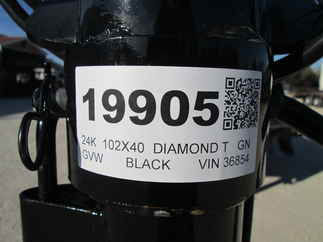 19905
24K 102X40 DIAMOND T GN
GVW BLACK VIN 36854